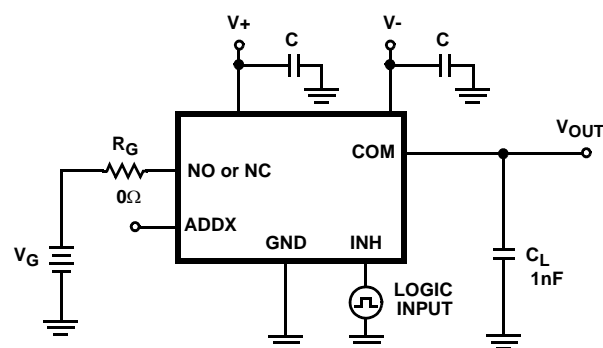 V+
C
V-
C
VOUT
RG
0Ω
NO or NC
COM
ADDX
GND
INH
VG
LOGIC
INPUT
CL
1nF